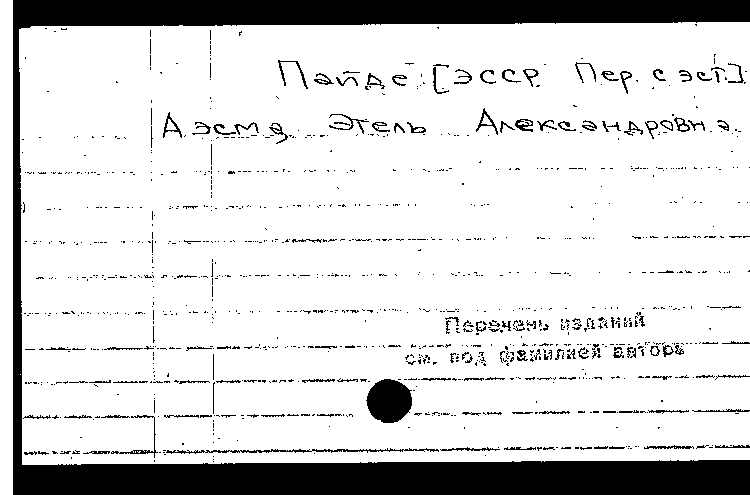 Пайде [ЭССР. Пер. с эст.]
Аэсма Этель Александровна.
Перечень изданий
см. под фамилией автора